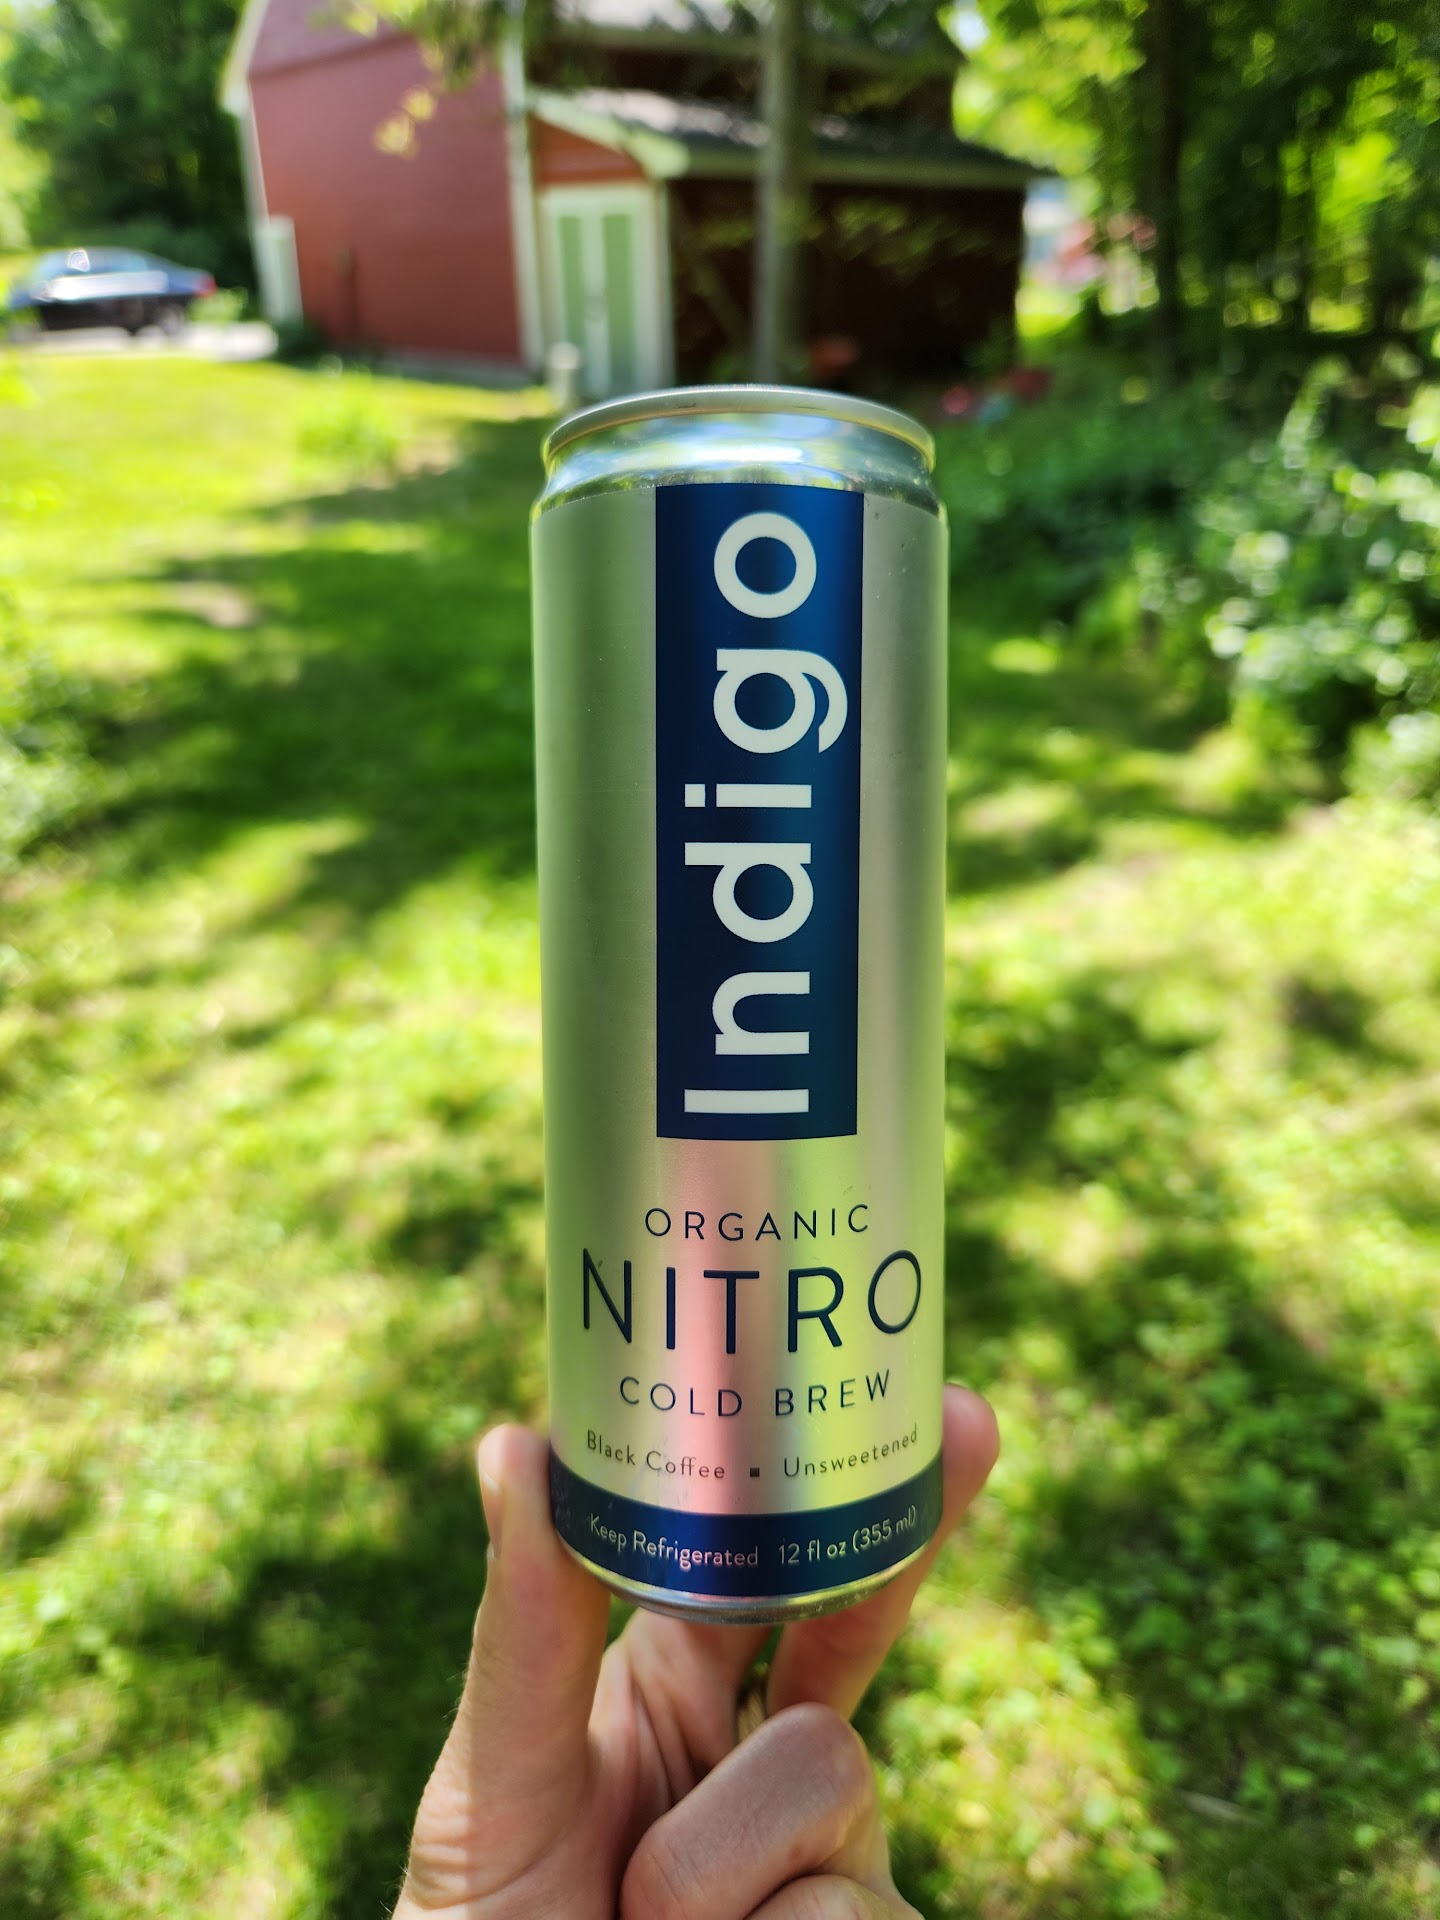 Indigo
ORGANIC
NITRO
COLD BREW
Black Coffee ▪ Unsweetened
Keep Refrigerated 12 fl oz (355 ml)